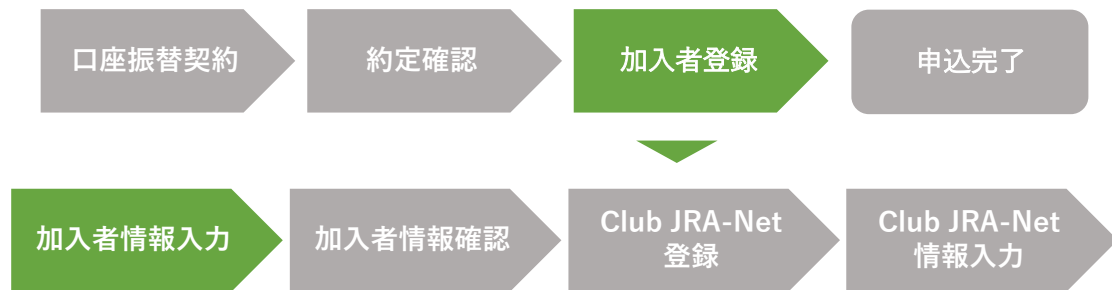 口座振替契約
約定確認
加入者登録
申込完了
加入者情報入力
加入者情報確認
Club JRA-Net
登録
Club JRA-Net
情報入力